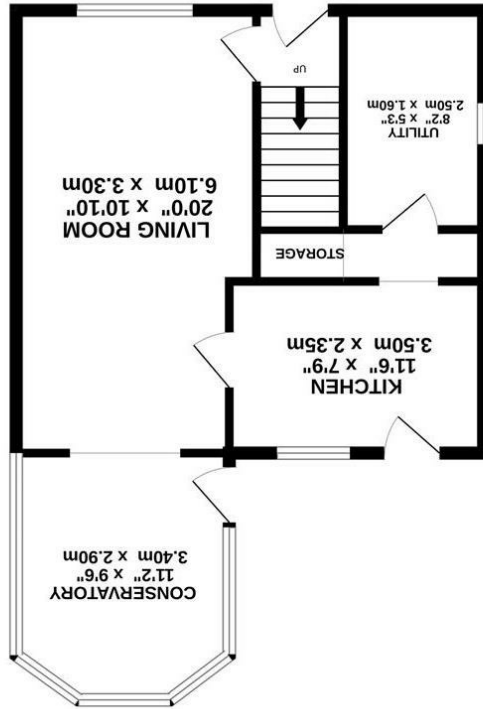 CONSERVATORY
11'2" x 9'6"
3.40m x 2.90m
KITCHEN
11'6" x 7'9"
3.50m x 2.35m
STORAGE
LIVING ROOM
20'0" x 10'10"
6.10m x 3.30m
UTILITY
8'2" x 5'3"
2.50m x 1.60m
UP